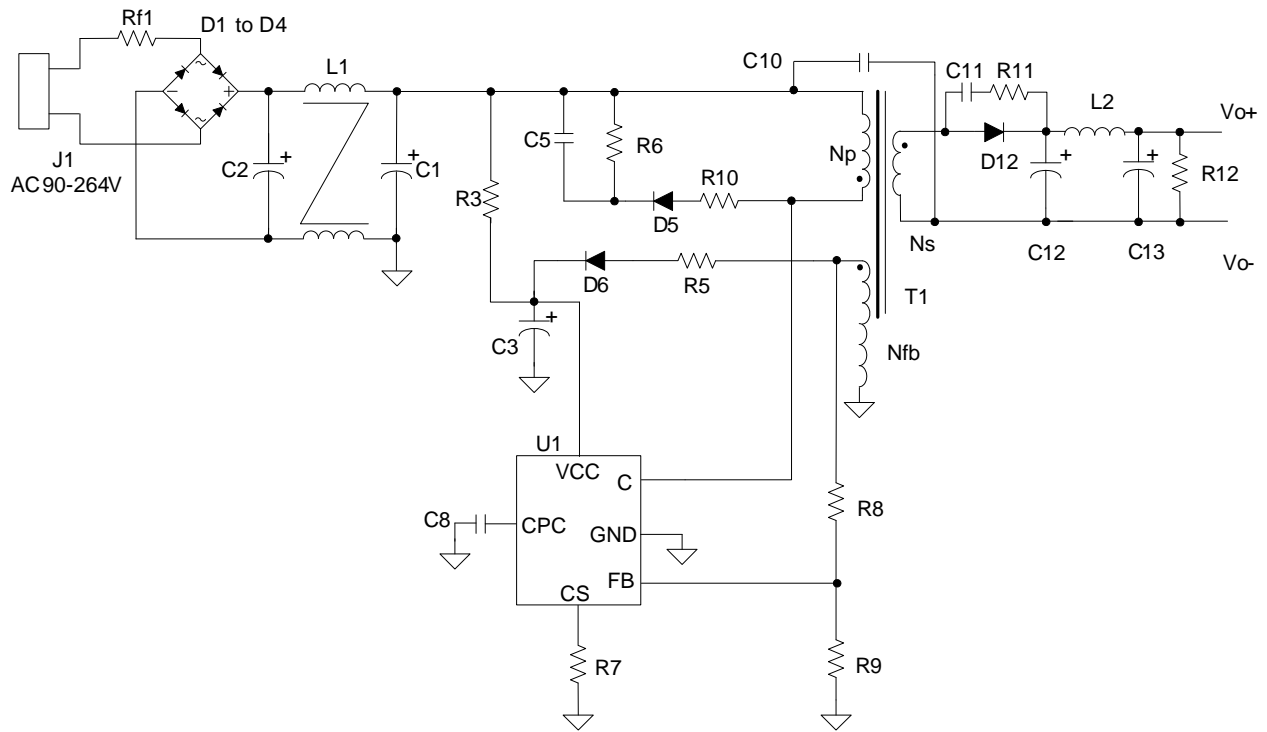 Rf1
D1 to D4
J1
AC 90-264V
~
+
~
L1
C2
+
C1
+
R3
C5
R6
D5
R10
C10
Np
Ns
T1
Nfb
C11
R11
D12
L2
C12
+
C13
+
R12
Vo+
Vo-
D6
R5
C3
+
U1
VCC
C
CPC
GND
FB
CS
C8
R7
R8
R9